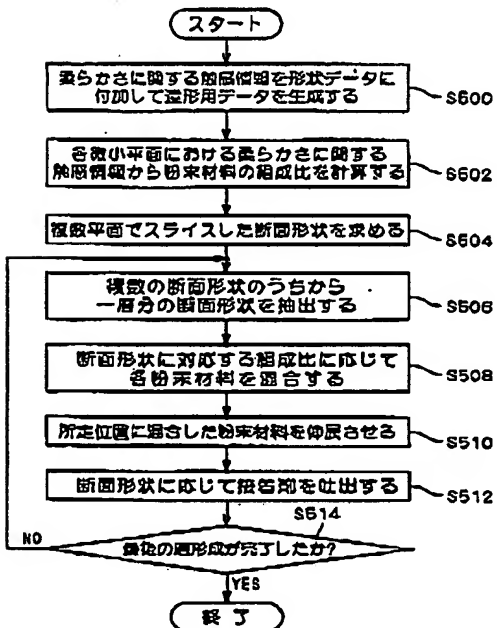 スタート
柔らかさに関する触感情報を形状データに
付加して造形用データを生成する
S600
各微小平面における柔らかさに関する
触感情報から粉末材料の組成比を計算する
S602
複数平面でスライスした断面形状を求める
S604
複数の断面形状のうちから
一層分の断面形状を抽出する
S506
断面形状に対応する組成比に応じて
各粉末材料を混合する
S508
所定位置に混合した粉末材料を伸展させる
S510
断面形状に応じて接着剤を吐出する
S512
S514
最後の層形成が完了したか?
NO
YES
終了